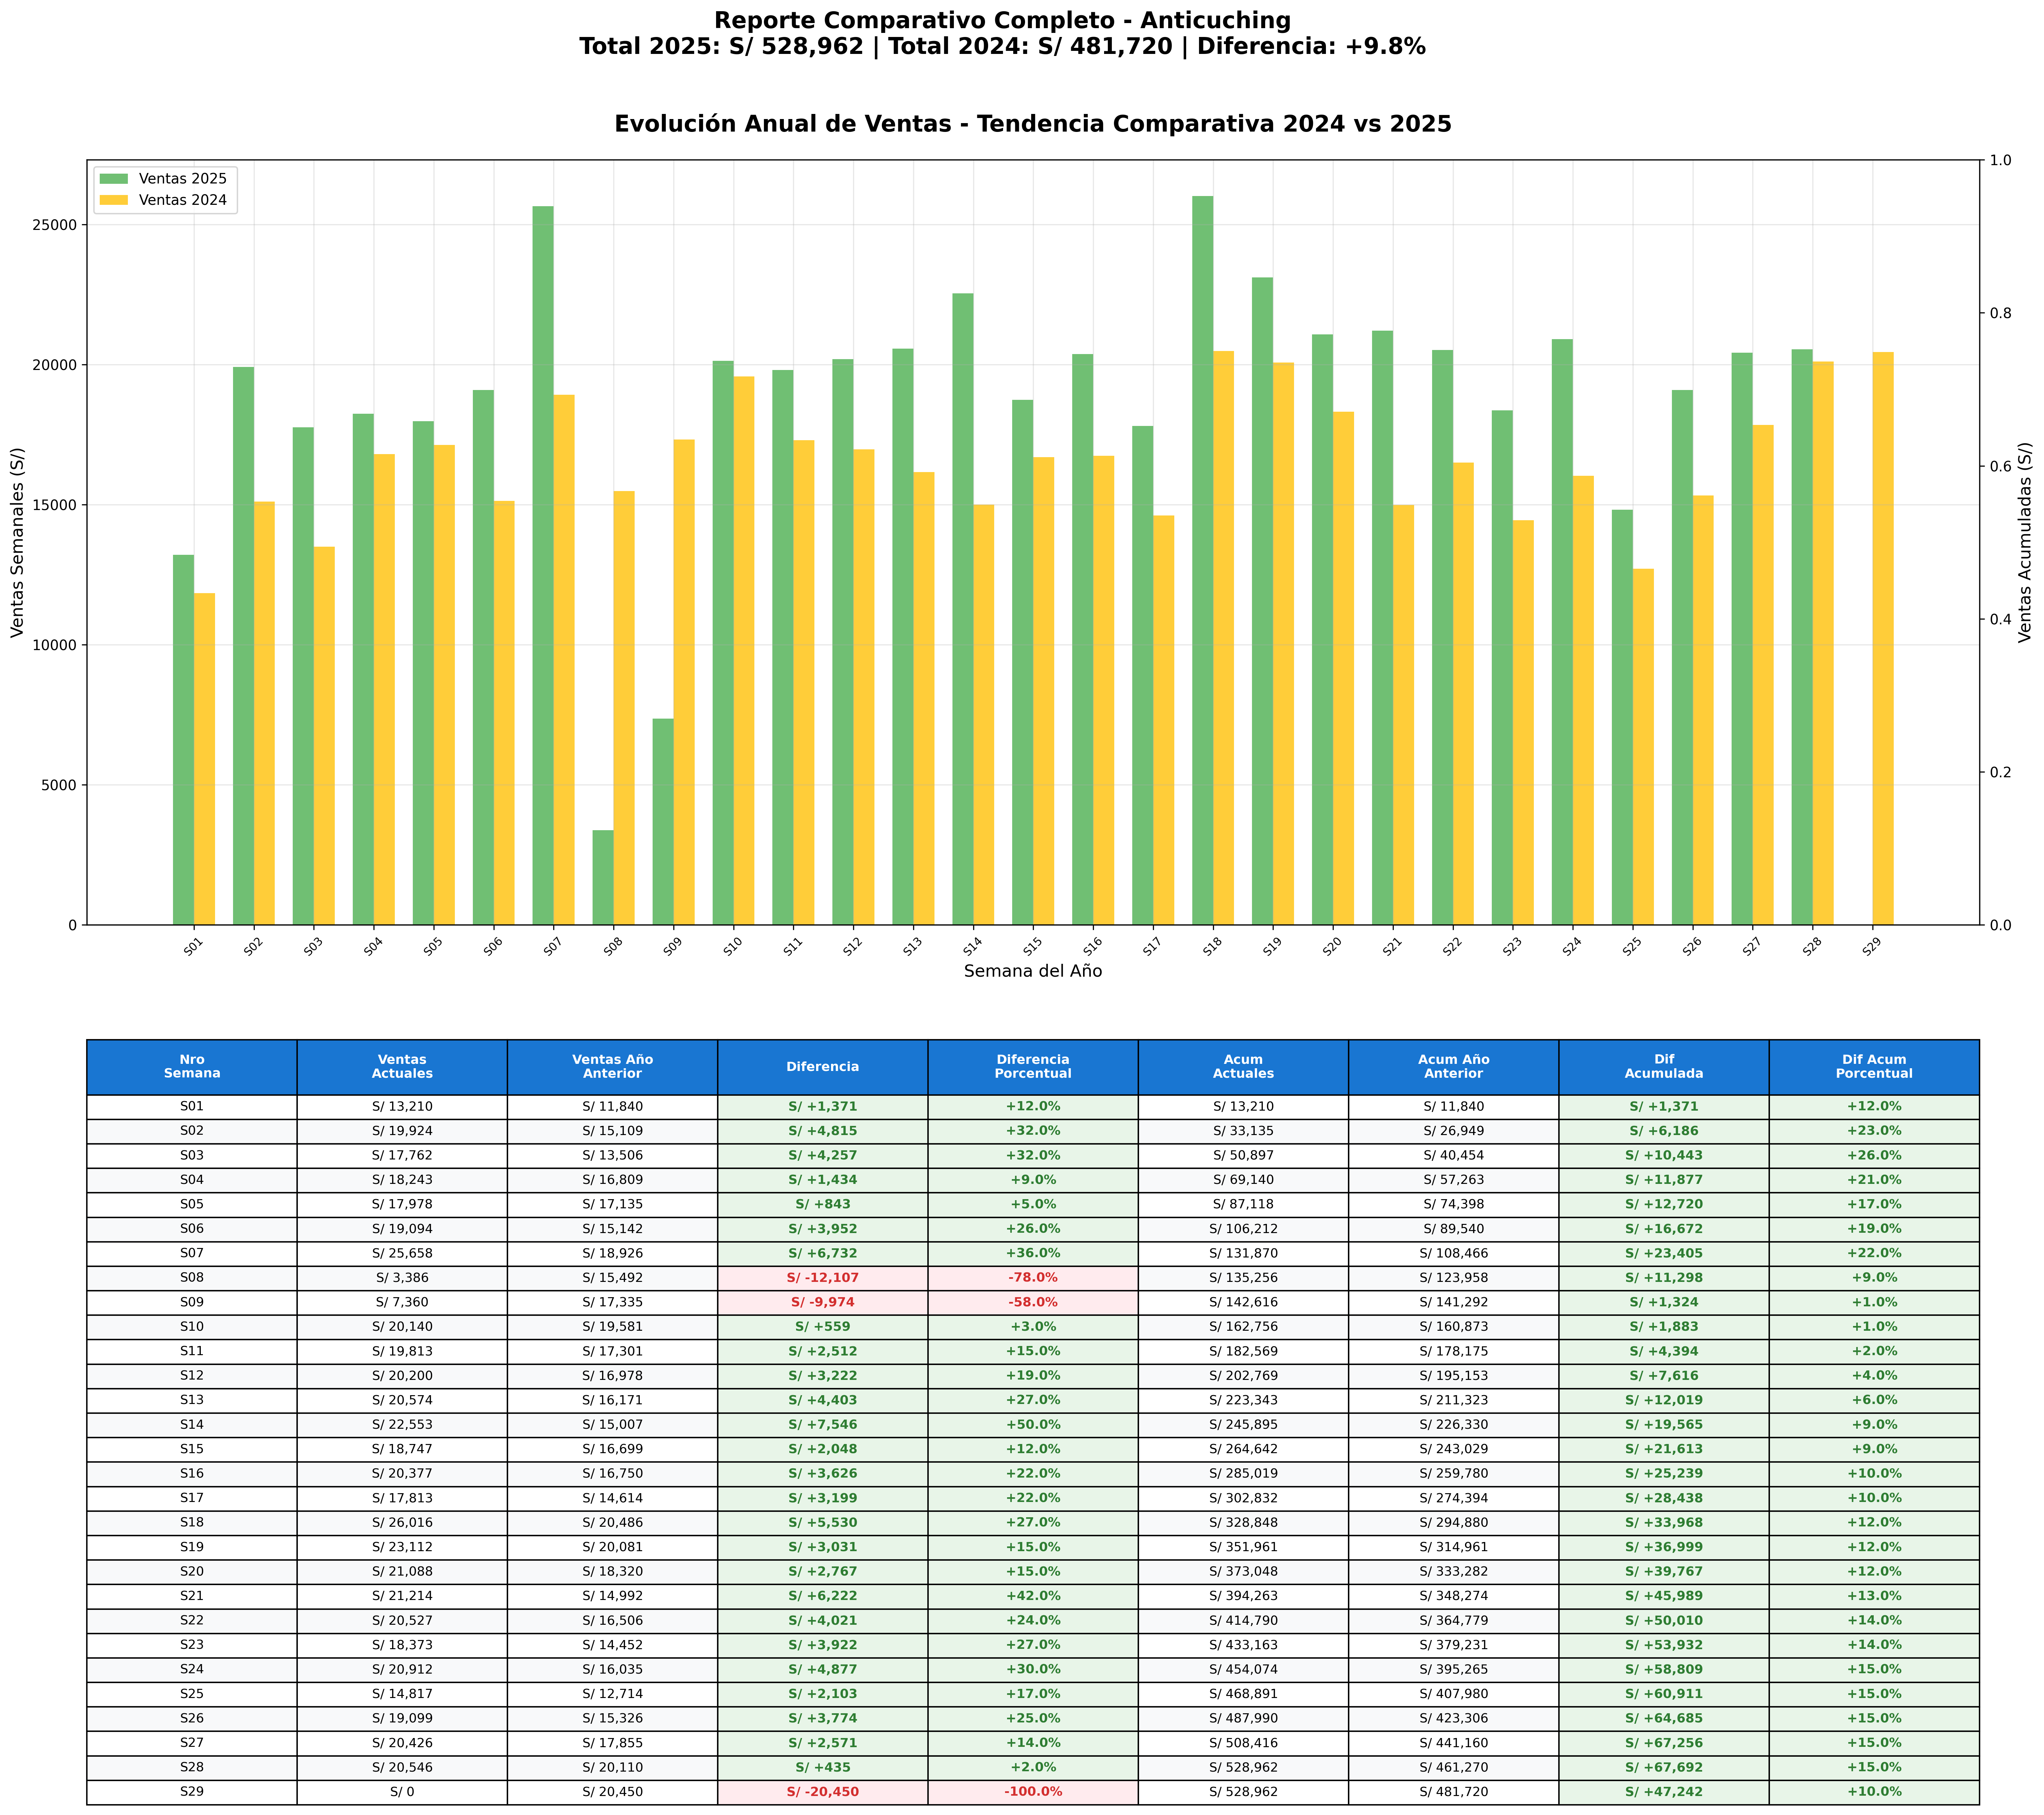 Reporte Comparativo Completo - Anticuching
Total 2025: S/ 528,962 | Total 2024: S/ 481,720 | Diferencia: +9.8%
Evolución Anual de Ventas - Tendencia Comparativa 2024 vs 2025
Ventas 2025
Ventas 2024
Ventas Semanales (S/)
25000
20000
15000
10000
5000
0
1.0
0.8
0.6
0.4
0.2
0.0
Ventas Acumuladas (S/)
S01 S02 S03 S04 S05 S06 S07 S08 S09 S10 S11 S12 S13 S14 S15 S16 S17 S18 S19 S20 S21 S22 S23 S24 S25 S26 S27 S28 S29
Semana del Año
Nro Semana Ventas Actuales Ventas Año Anterior Diferencia Diferencia Porcentual Acum Actuales Acum Año Anterior Dif Acumulada Dif Acum Porcentual
S01 S/ 13,210 S/ 11,840 S/ +1,371 +12.0% S/ 13,210 S/ 11,840 S/ +1,371 +12.0%
S02 S/ 19,924 S/ 15,109 S/ +4,815 +32.0% S/ 33,135 S/ 26,949 S/ +6,186 +23.0%
S03 S/ 17,762 S/ 13,506 S/ +4,257 +32.0% S/ 50,897 S/ 40,454 S/ +10,443 +26.0%
S04 S/ 18,243 S/ 16,809 S/ +1,434 +9.0% S/ 69,140 S/ 57,263 S/ +11,877 +21.0%
S05 S/ 17,978 S/ 17,135 S/ +843 +5.0% S/ 87,118 S/ 74,398 S/ +12,720 +17.0%
S06 S/ 19,094 S/ 15,142 S/ +3,952 +26.0% S/ 106,212 S/ 89,540 S/ +16,672 +19.0%
S07 S/ 25,658 S/ 18,926 S/ +6,732 +36.0% S/ 131,870 S/ 108,466 S/ +23,405 +22.0%
S08 S/ 3,386 S/ 15,492 S/ -12,107 -78.0% S/ 135,256 S/ 123,958 S/ +11,298 +9.0%
S09 S/ 7,360 S/ 17,335 S/ -9,974 -58.0% S/ 142,616 S/ 141,292 S/ +1,324 +1.0%
S10 S/ 20,140 S/ 19,581 S/ +559 +3.0% S/ 162,756 S/ 160,873 S/ +1,883 +1.0%
S11 S/ 19,813 S/ 17,301 S/ +2,512 +15.0% S/ 182,569 S/ 178,175 S/ +4,394 +2.0%
S12 S/ 20,200 S/ 16,978 S/ +3,222 +19.0% S/ 202,769 S/ 195,153 S/ +7,616 +4.0%
S13 S/ 20,574 S/ 16,171 S/ +4,403 +27.0% S/ 223,343 S/ 211,323 S/ +12,019 +6.0%
S14 S/ 22,553 S/ 15,007 S/ +7,546 +50.0% S/ 245,895 S/ 226,330 S/ +19,565 +9.0%
S15 S/ 18,747 S/ 16,699 S/ +2,048 +12.0% S/ 264,642 S/ 243,029 S/ +21,613 +9.0%
S16 S/ 20,377 S/ 16,750 S/ +3,626 +22.0% S/ 285,019 S/ 259,780 S/ +25,239 +10.0%
S17 S/ 17,813 S/ 14,614 S/ +3,199 +22.0% S/ 302,832 S/ 274,394 S/ +28,438 +10.0%
S18 S/ 26,016 S/ 20,486 S/ +5,530 +27.0% S/ 328,848 S/ 294,880 S/ +33,968 +12.0%
S19 S/ 23,112 S/ 20,081 S/ +3,031 +15.0% S/ 351,961 S/ 314,961 S/ +36,999 +12.0%
S20 S/ 21,088 S/ 18,320 S/ +2,767 +15.0% S/ 373,048 S/ 333,282 S/ +39,767 +12.0%
S21 S/ 21,214 S/ 14,992 S/ +6,222 +42.0% S/ 394,263 S/ 348,274 S/ +45,989 +13.0%
S22 S/ 20,527 S/ 16,506 S/ +4,021 +24.0% S/ 414,790 S/ 364,779 S/ +50,010 +14.0%
S23 S/ 18,373 S/ 14,452 S/ +3,922 +27.0% S/ 433,163 S/ 379,231 S/ +53,932 +14.0%
S24 S/ 20,912 S/ 16,035 S/ +4,877 +30.0% S/ 454,074 S/ 395,265 S/ +58,809 +15.0%
S25 S/ 14,817 S/ 12,714 S/ +2,103 +17.0% S/ 468,891 S/ 407,980 S/ +60,911 +15.0%
S26 S/ 19,099 S/ 15,326 S/ +3,774 +25.0% S/ 487,990 S/ 423,306 S/ +64,685 +15.0%
S27 S/ 20,426 S/ 17,855 S/ +2,571 +14.0% S/ 508,416 S/ 441,160 S/ +67,256 +15.0%
S28 S/ 20,546 S/ 20,110 S/ +435 +2.0% S/ 528,962 S/ 461,270 S/ +67,692 +15.0%
S29 S/ 0 S/ 20,450 S/ -20,450 -100.0% S/ 528,962 S/ 481,720 S/ +47,242 +10.0%